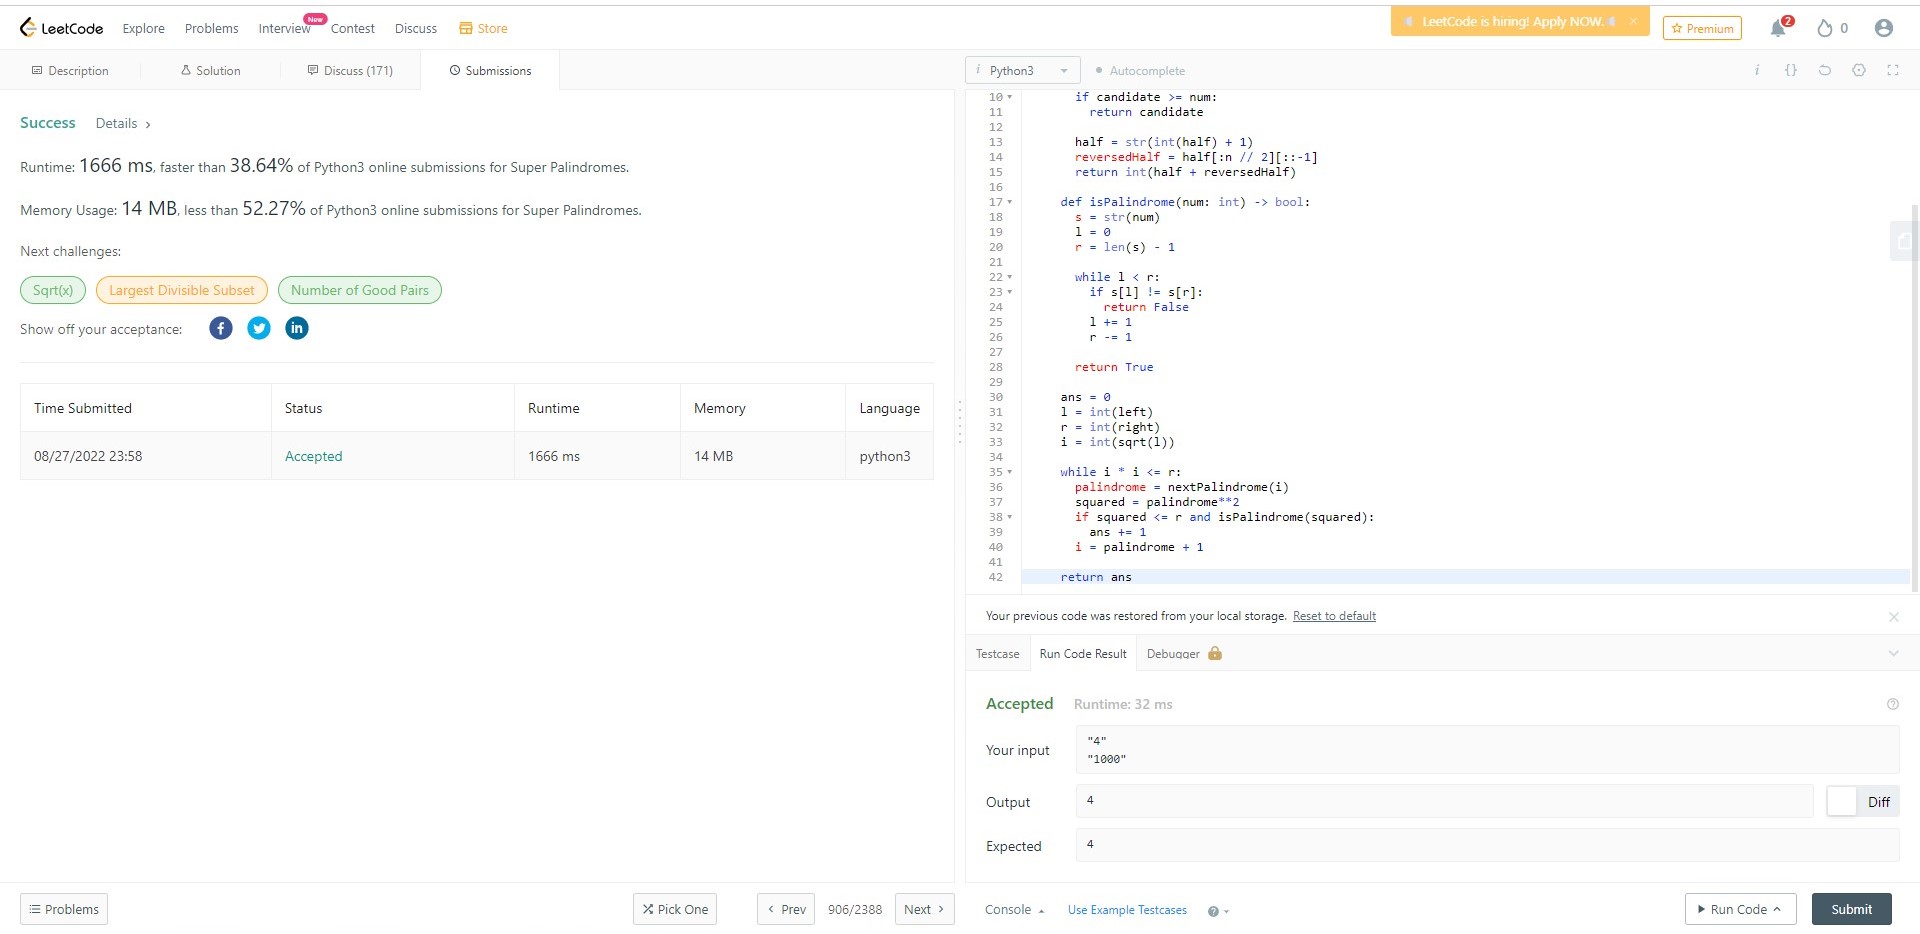 LeetCode
Explore
Problems
Interview
New
Contest
Discuss
Store
LeetCode is hiring! Apply NOW.
Premium
2
0
Description
Solution
Discuss (171)
Submissions
i Python3
Autocomplete
i {}
Success Details >
Runtime: 1666 ms, faster than 38.64% of Python3 online submissions for Super Palindromes.
Memory Usage: 14 MB, less than 52.27% of Python3 online submissions for Super Palindromes.
Next challenges:
Sqrt(x) Largest Divisible Subset Number of Good Pairs
Show off your acceptance:
Time Submitted Status Runtime Memory Language
08/27/2022 23:58 Accepted 1666 ms 14 MB python3
10 if candidate >= num:
11 return candidate
12
13 half = str(int(half) + 1)
14 reversedHalf = half[:n // 2][::-1]
15 return int(half + reversedHalf)
16
17 def isPalindrome(num: int) -> bool:
18 s = str(num)
19 l = 0
20 r = len(s) - 1
21
22 while l < r:
23 if s[l] != s[r]:
24 return False
25 l += 1
26 r -= 1
27
28 return True
29
30 ans = 0
31 l = int(left)
32 r = int(right)
33 i = int(sqrt(l))
34
35 while i * i <= r:
36 palindrome = nextPalindrome(i)
37 squared = palindrome**2
38 if squared <= r and isPalindrome(squared):
39 ans += 1
40 i = palindrome + 1
41
42 return ans
Your previous code was restored from your local storage. Reset to default
Testcase Run Code Result Debugger
Accepted Runtime: 32 ms
Your input
"4"
"1000"
Output
4
Diff
Expected
4
Problems
Pick One
< Prev
906/2388
Next >
Console
Use Example Testcases
Run Code
Submit